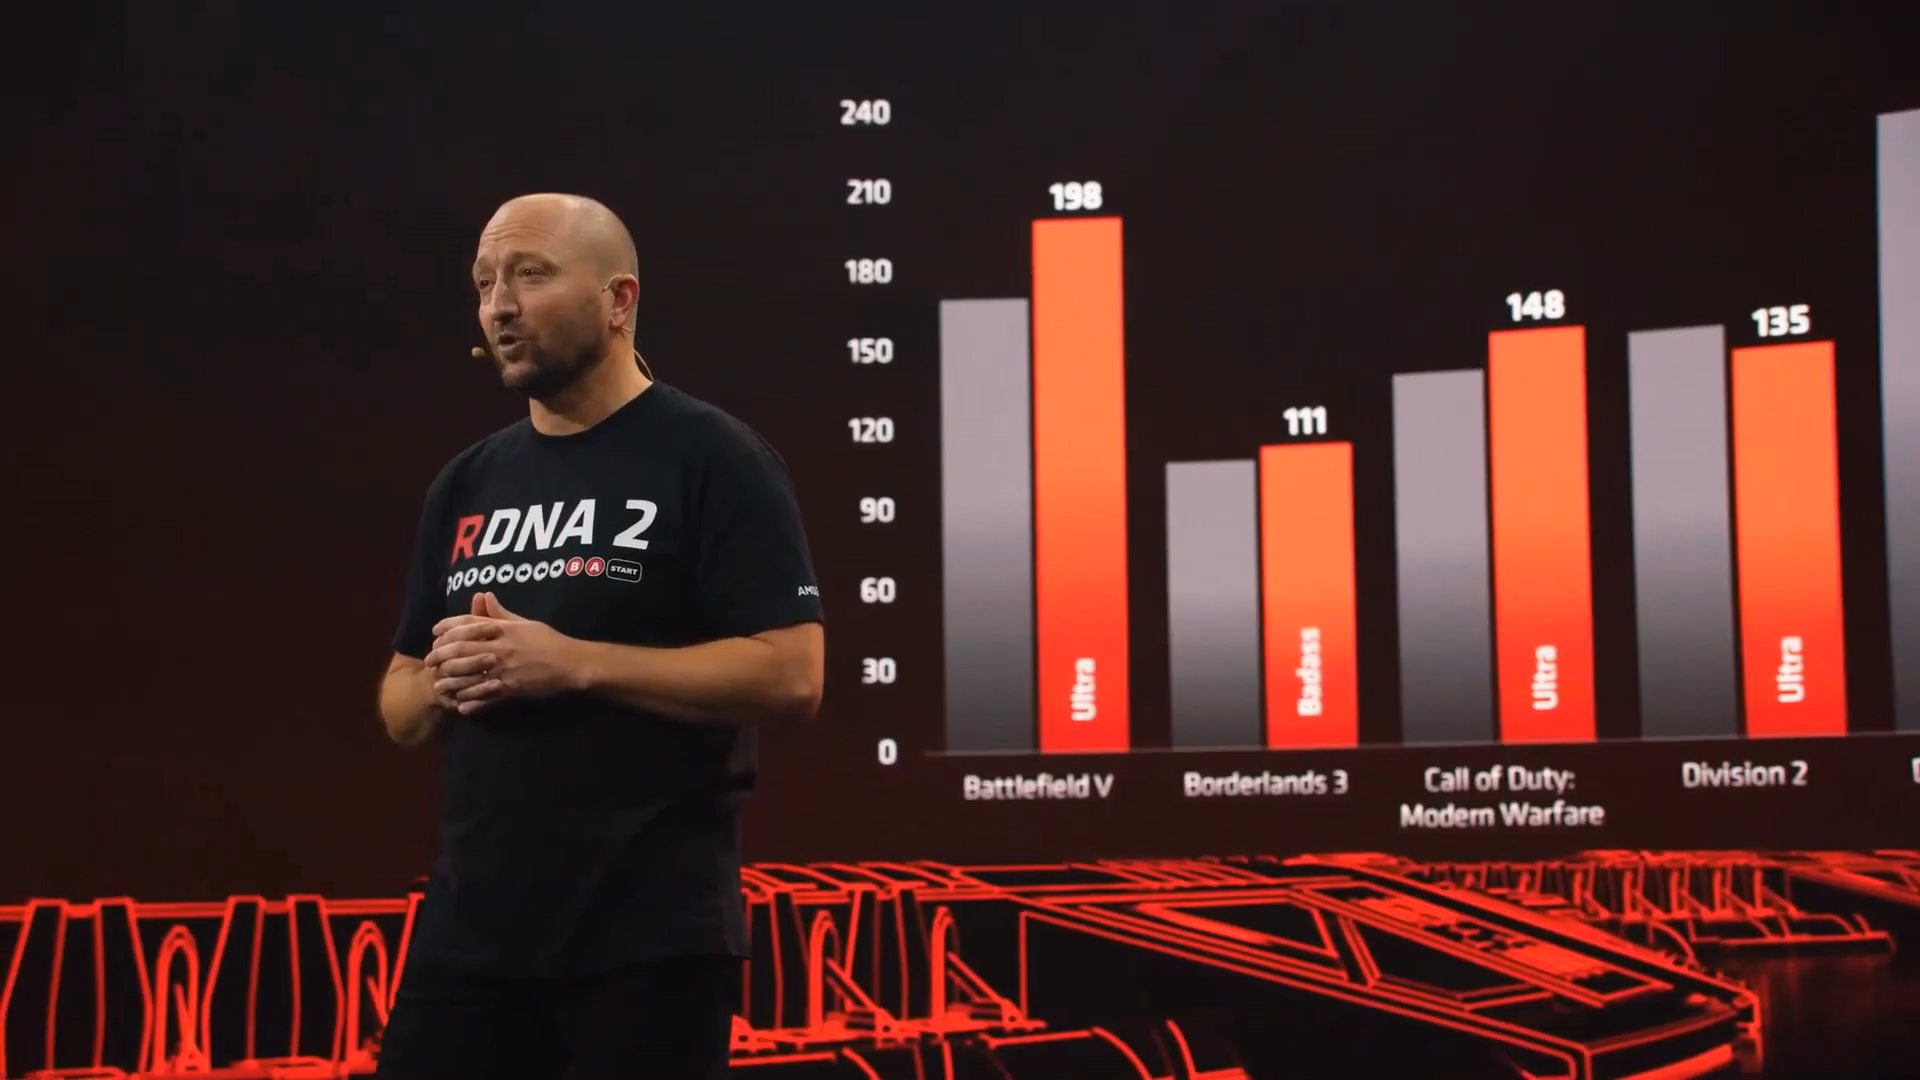 240
210
180
150
120
90
60
30
0
198
111
148
135
Ultra
Badass
Ultra
Ultra
Battlefield V
Borderlands 3
Call of Duty:
Modern Warfare
Division 2
RDNA 2
B A START